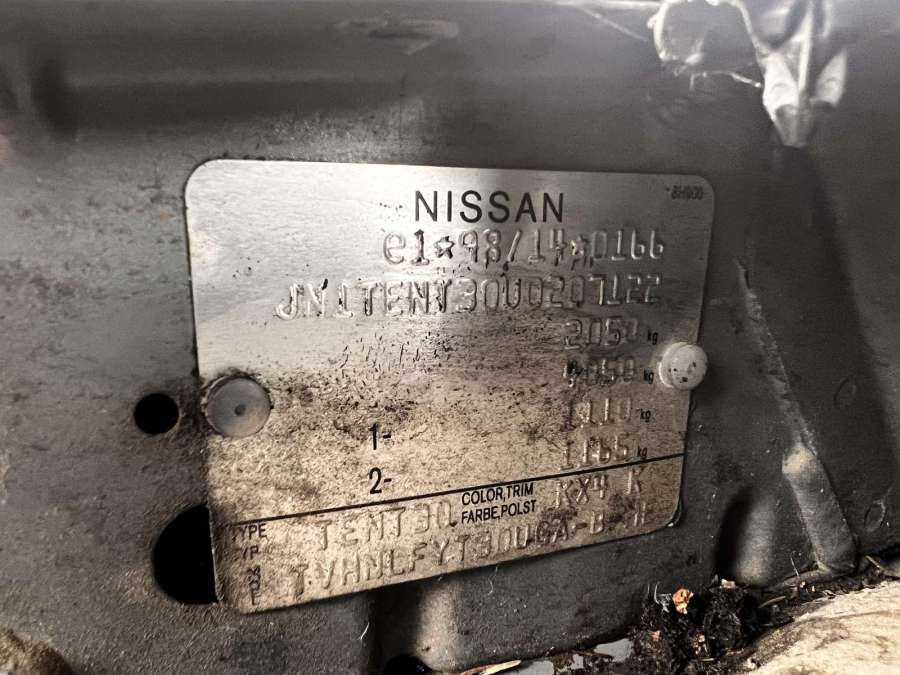 NISSAN
e1*98/14*0166
JN1TENT30U0207122
2050 kg
4050 kg
1- 1110 kg
2- 1165 kg
TYPE TENT30 COLOR,TRIM KX4 K
TYP FARBE,POLST
TVHNLFYT30UGA-B-